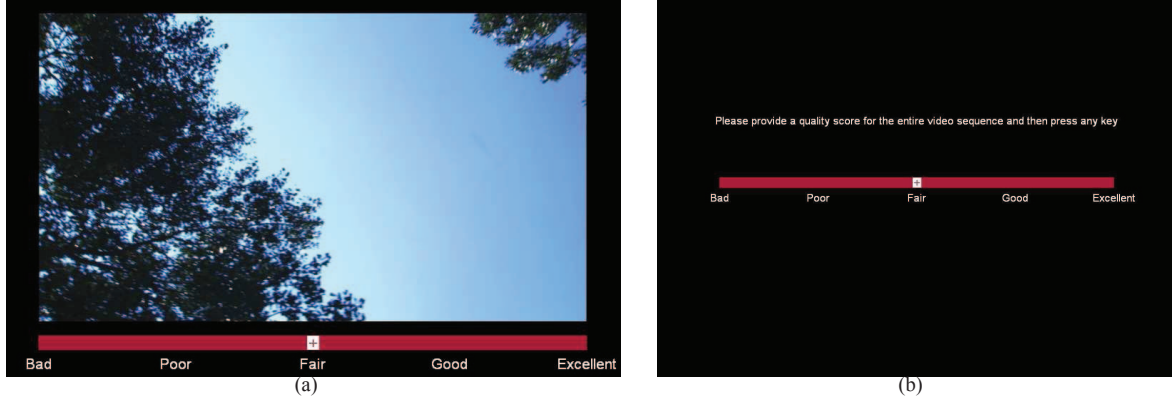 Bad Poor Fair Good Excellent
(a)
Please provide a quality score for the entire video sequence and then press any key
Bad Poor Fair Good Excellent
(b)